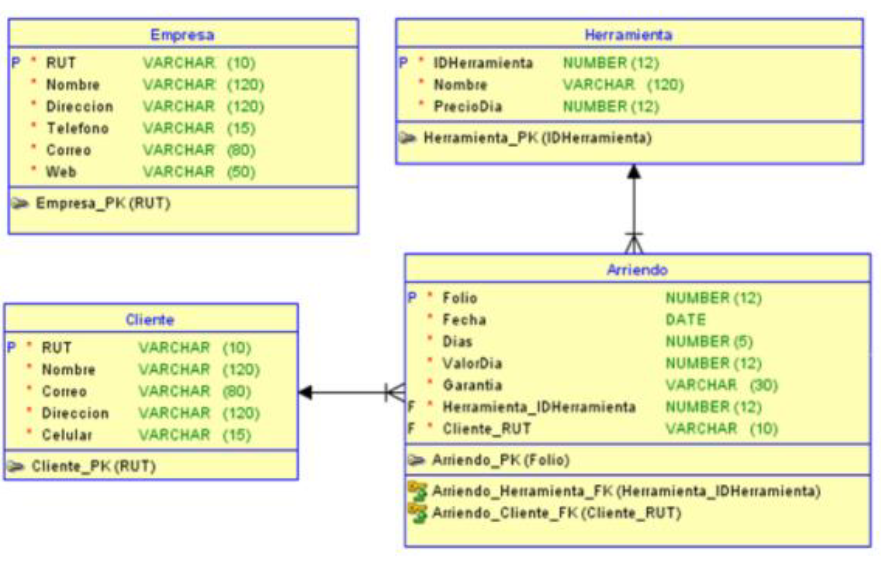 Empresa
P * RUT VARCHAR (10)
* Nombre VARCHAR (120)
* Direccion VARCHAR (120)
* Telefono VARCHAR (15)
* Correo VARCHAR (80)
* Web VARCHAR (50)
Empresa_PK (RUT)
Herramienta
P * IDHerramienta NUMBER (12)
* Nombre VARCHAR (120)
* PrecioDia NUMBER (12)
Herramienta_PK (IDHerramienta)
Cliente
P * RUT VARCHAR (10)
* Nombre VARCHAR (120)
* Correo VARCHAR (80)
* Direccion VARCHAR (120)
* Celular VARCHAR (15)
Cliente_PK (RUT)
Arriendo
P * Folio NUMBER (12)
* Fecha DATE
* Dias NUMBER (5)
* ValorDia NUMBER (12)
* Garantia VARCHAR (30)
F * Herramienta_IDHerramienta NUMBER (12)
F * Cliente_RUT VARCHAR (10)
Arriendo_PK (Folio)
Arriendo_Herramienta_FK (Herramienta_IDHerramienta)
Arriendo_Cliente_FK (Cliente_RUT)